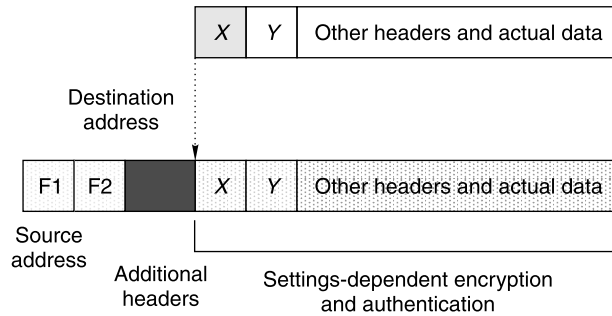 X Y Other headers and actual data
Destination
address
F1 F2 X Y Other headers and actual data
Source
address
Additional
headers
Settings-dependent encryption
and authentication